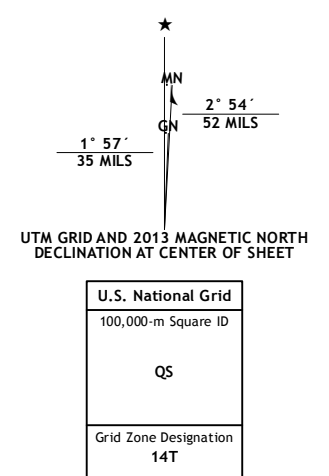 ★
MN
GN
2° 54´
52 MILS
1° 57´
35 MILS
UTM GRID AND 2013 MAGNETIC NORTH
DECLINATION AT CENTER OF SHEET
U.S. National Grid
100,000-m Square ID
QS
Grid Zone Designation
14T